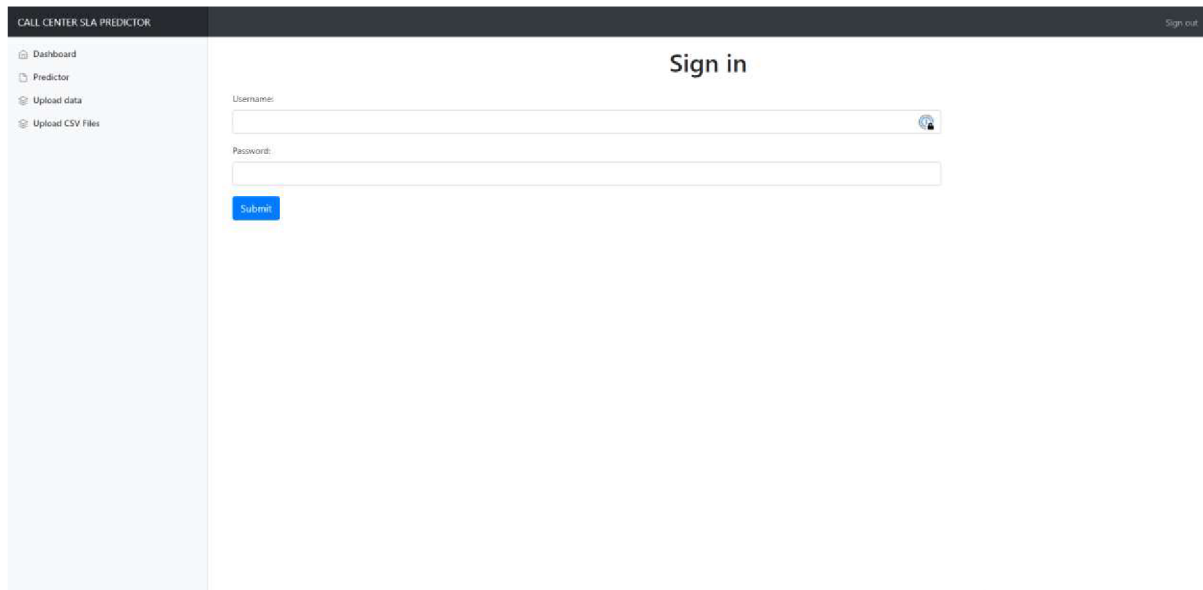 CALL CENTER SLA PREDICTOR
Sign out
Dashboard
Predictor
Upload data
Upload CSV Files
Sign in
Username:
Password:
Submit